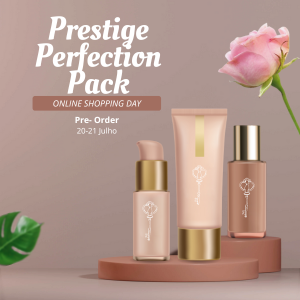 Prestige
Perfection
Pack
ONLINE SHOPPING DAY
Pre- Order
20-21 Julho